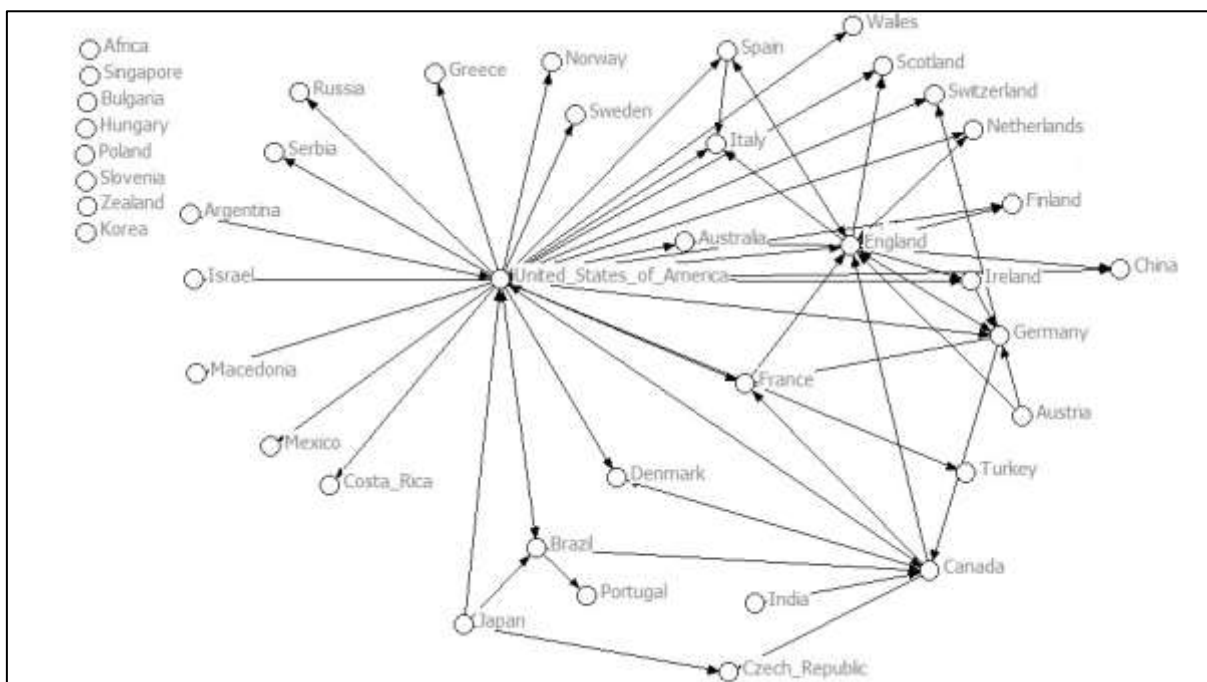 Africa
Singapore
Bulgaria
Hungary
Poland
Slovenia
Zealand
Korea
Walles
Spain
Norway
Greece
Scotland
Russia
Switzerland
Sweden
Netherlands
Italy
Serbia
Finland
Argentina
Australia
England
China
Israel
United_States_of_America
Ireland
Germany
Macedonia
France
Austria
Mexico
Turkey
Costa_Rica
Denmark
Brazil
Canada
Portugal
India
Japan
Czech_Republic